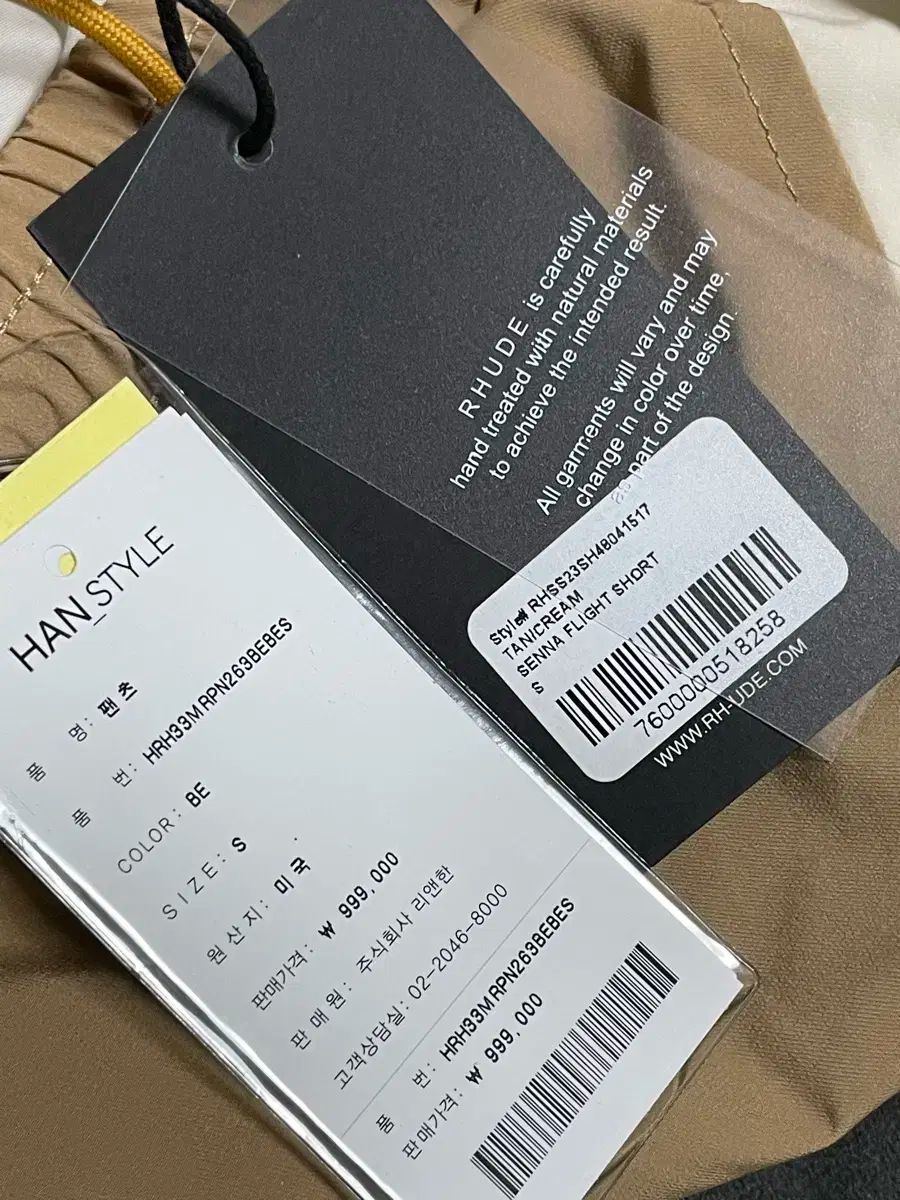 RHUDE is carefully
hand treated with natural materials
to achieve the intended result.
All garments will vary and may
change in color over time,
as part of the design.
Style# RHSS23SH48041517
TAN/CREAM
SENNA FLIGHT SHORT
S
7600000518258
WWW.RH-UDE.COM
HAN_STYLE
품 명: 팬츠
품 번: HRH33MRPN263BEBES
COLOR: BE
SIZE: S
원산지: 미국
판매가격: ₩ 999,000
판매원: 주식회사 리앤한
고객상담실: 02-2046-8000
품 번: HRH33MRPN263BEBES
판매가격: ₩ 999,000